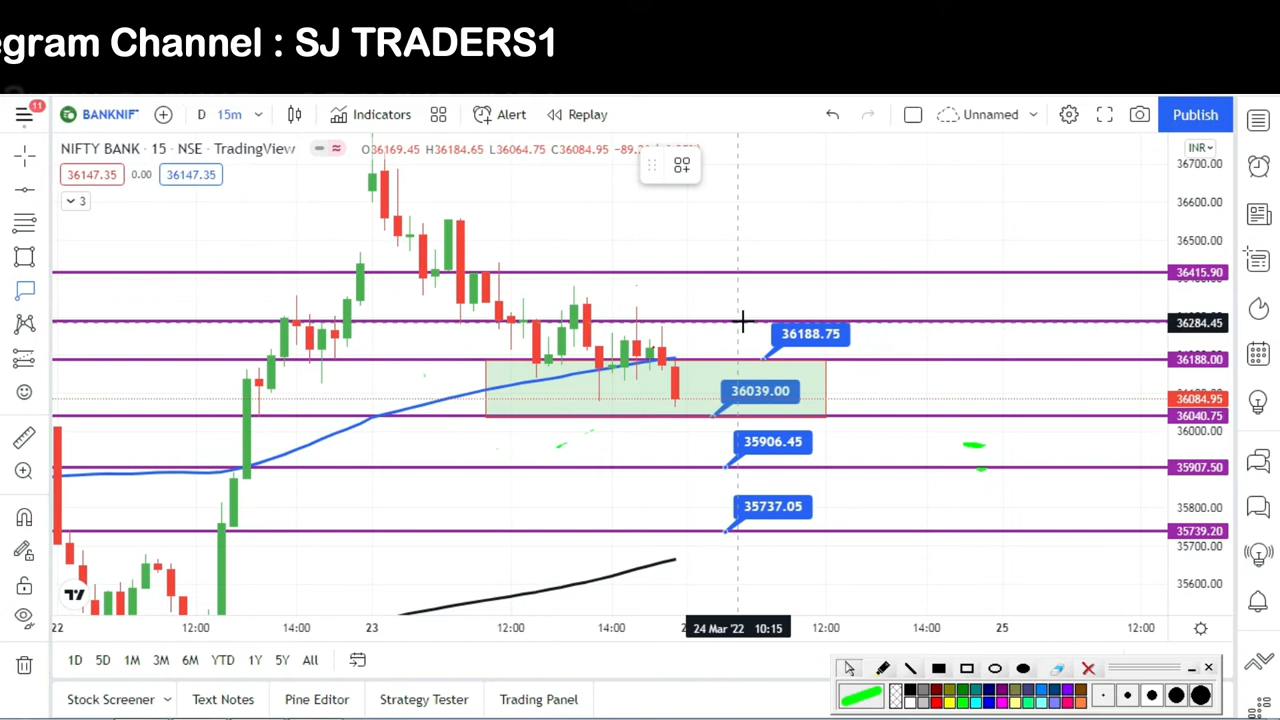 egram Channel : SJ TRADERS1
11
BANKNIF
D 15m
Indicators
Alert
Replay
Unnamed
Publish
NIFTY BANK · 15 · NSE · TradingView
O36169.45 H36184.65 L36064.75 C36084.95
INR
36147.35 0.00 36147.35
3
36700.00
36600.00
36500.00
36415.90
36284.45
36188.75
36188.00
36039.00
36084.95
36040.75
36000.00
35906.45
35907.50
35737.05
35800.00
35739.20
35700.00
35600.00
22 12:00 14:00 23 12:00 14:00 24 Mar '22 10:15 12:00 14:00 25 12:00
1D 5D 1M 3M 6M YTD 1Y 5Y All
Stock Screener Text Notes Pine Editor Strategy Tester Trading Panel